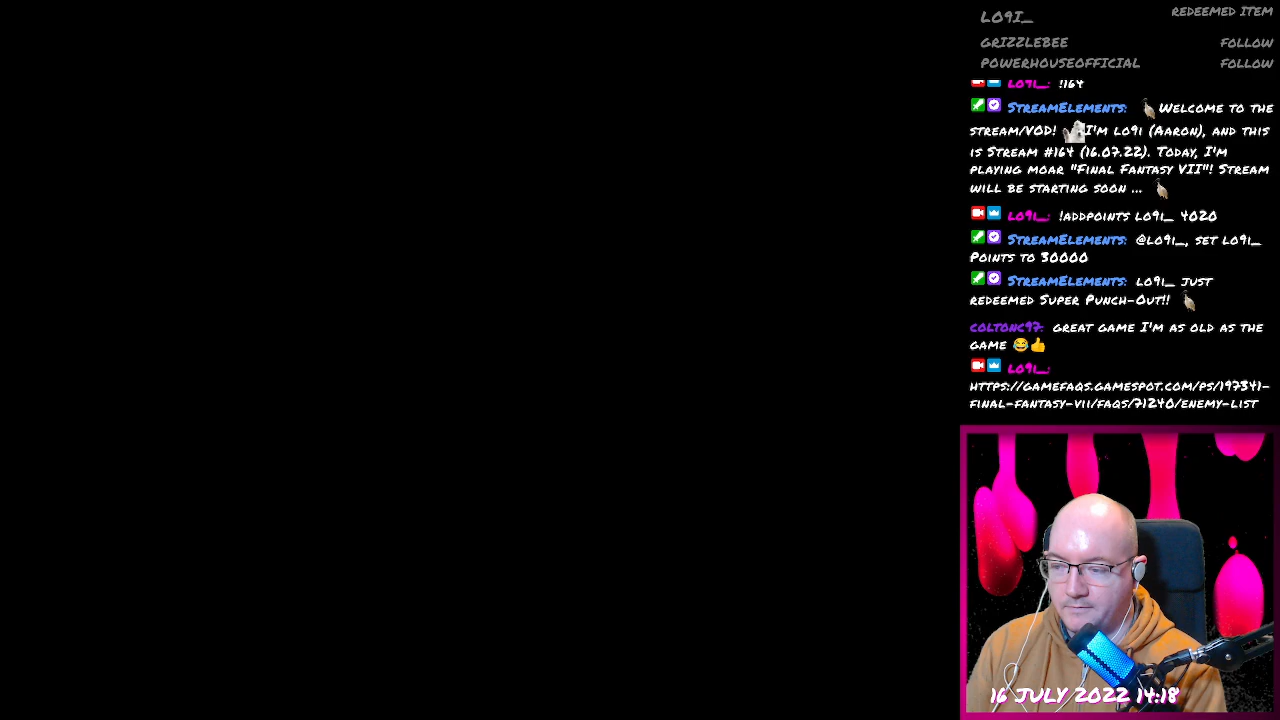 LO9I_ REDEEMED ITEM
GRIZZLEBEE FOLLOW
POWERHOUSEOFFICIAL FOLLOW
LO9I_: !164
StreamElements: Welcome to the
stream/VOD! I'm lo9i (Aaron), and this
is Stream #164 (16.07.22). Today, I'm
playing moar "Final Fantasy VII"! Stream
will be starting soon ...
LO9I_: !addpoints lo9i_ 4020
StreamElements: @lo9i_, set lo9i_
Points to 30000
StreamElements: lo9i_ just
redeemed Super Punch-Out!!
coltonc97: great game I'm as old as the
game 😂👍
LO9I_:
https://gamefaqs.gamespot.com/ps/197341-
final-fantasy-vii/faqs/71240/enemy-list
16 JULY 2022 14:18